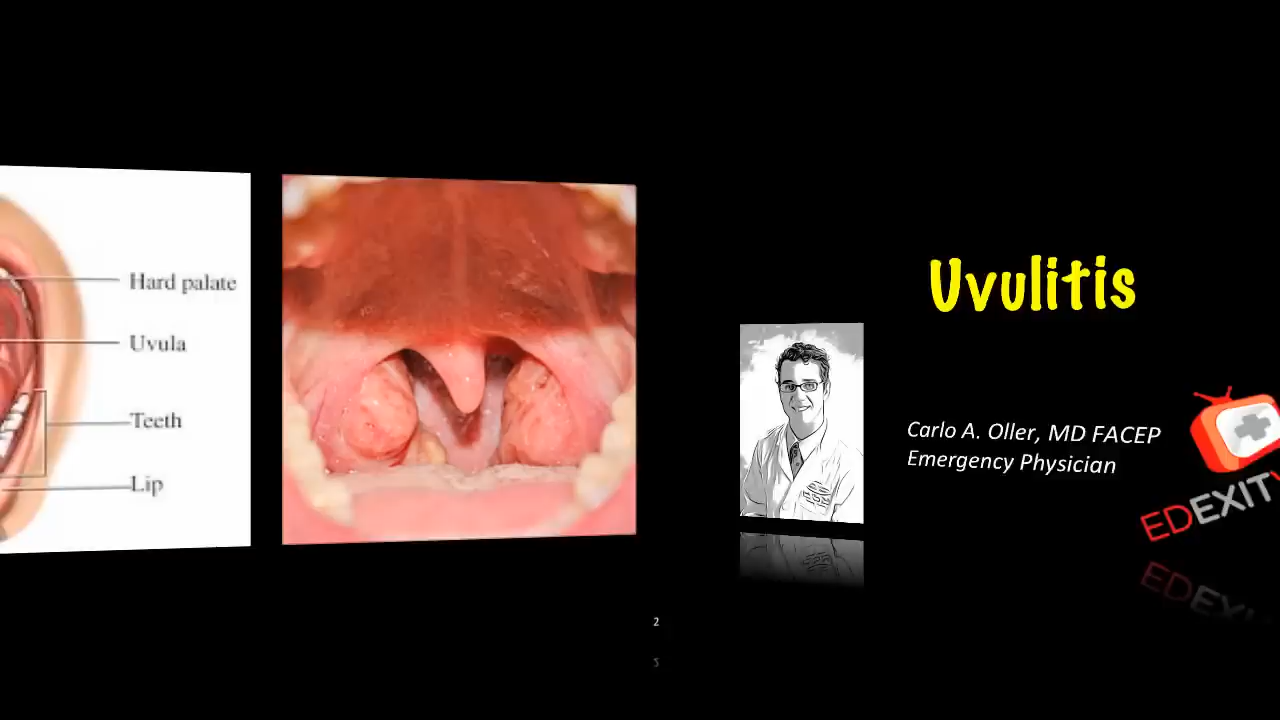 Hard palate
Uvula
Teeth
Lip
Uvulitis
Carlo A. Oller, MD FACEP
Emergency Physician
EDEXIT
2